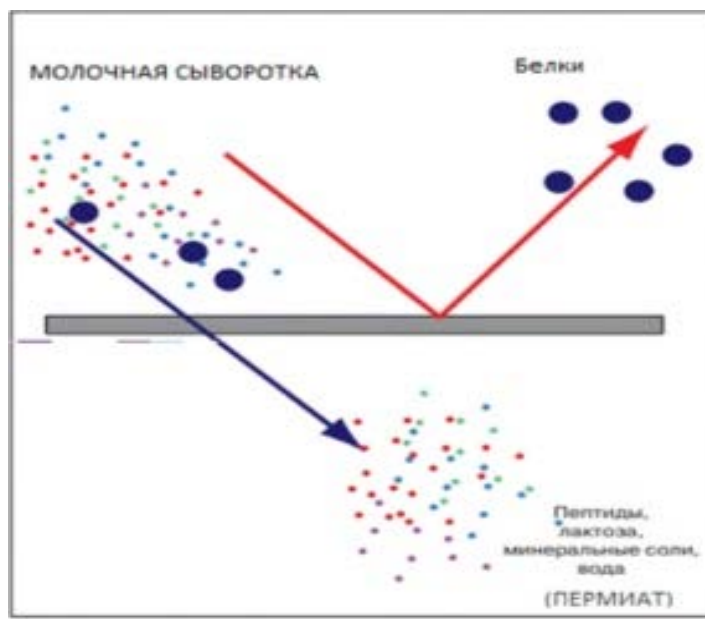 МОЛОЧНАЯ СЫВОРОТКА
Белки
Пептиды,
лактоза,
минеральные соли,
вода
(ПЕРМИАТ)